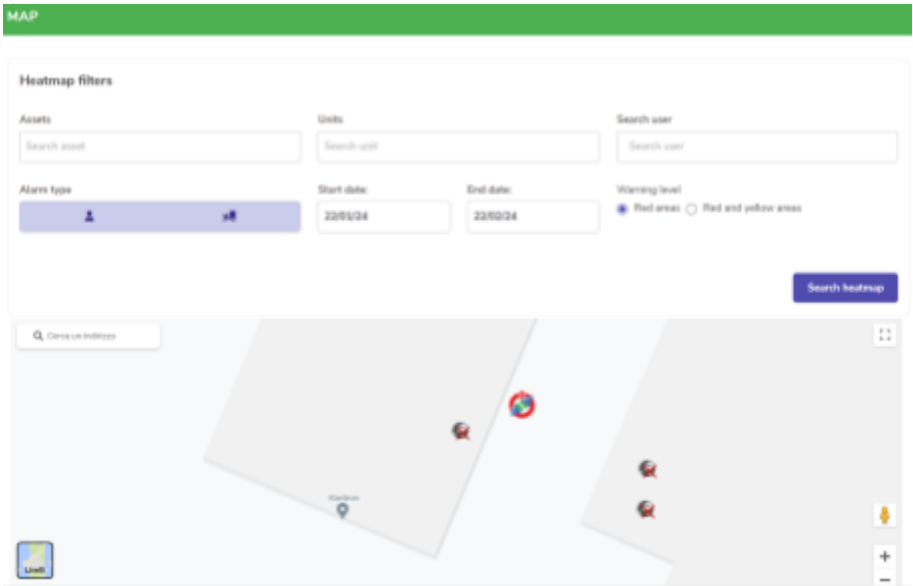 MAP
Heatmap filters
Assets
Units
Search user
Search asset
Search unit
Search user
Alarm type
Start date:
End date:
Warning level
22/01/24
22/02/24
Red areas
Red and yellow areas
Search heatmap
Cerca un indirizzo
Livelli